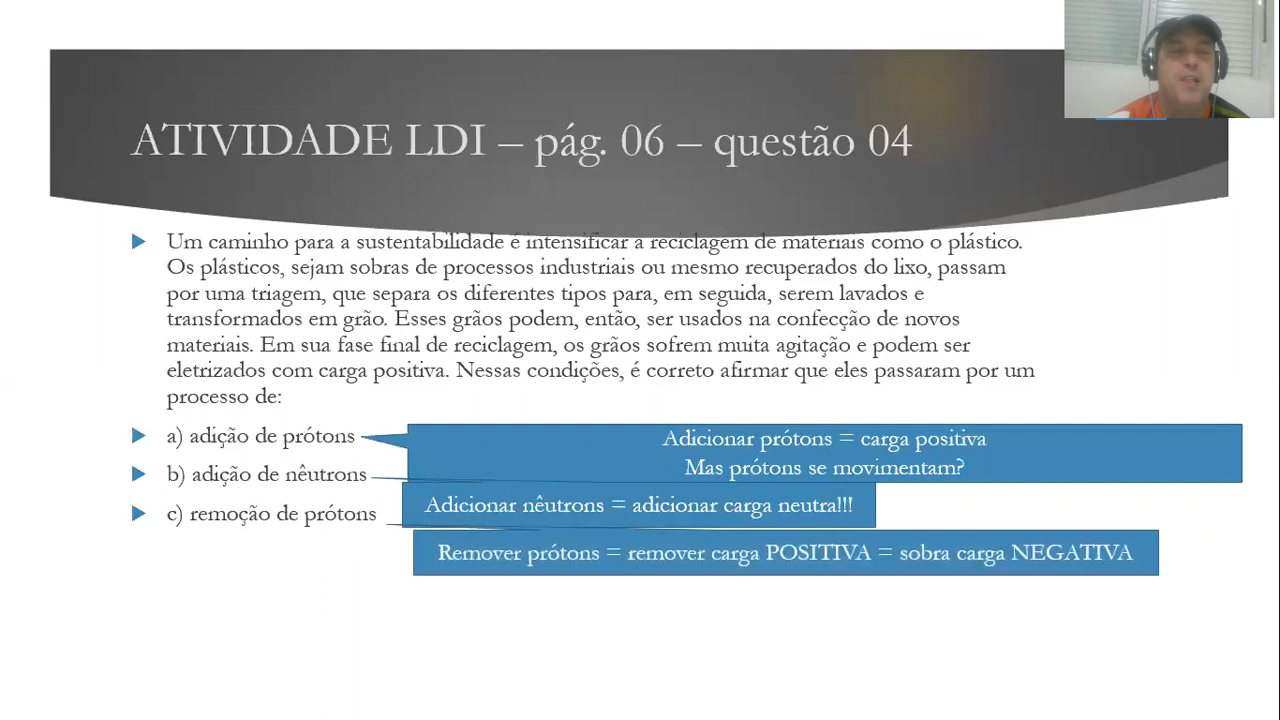 ATIVIDADE LDI – pág. 06 – questão 04
Um caminho para a sustentabilidade é intensificar a reciclagem de materiais como o plástico.
Os plásticos, sejam sobras de processos industriais ou mesmo recuperados do lixo, passam
por uma triagem, que separa os diferentes tipos para, em seguida, serem lavados e
transformados em grão. Esses grãos podem, então, ser usados na confecção de novos
materiais. Em sua fase final de reciclagem, os grãos sofrem muita agitação e podem ser
eletrizados com carga positiva. Nessas condições, é correto afirmar que eles passaram por um
processo de:
a) adição de prótons
Adicionar prótons = carga positiva
Mas prótons se movimentam?
b) adição de nêutrons
Adicionar nêutrons = adicionar carga neutra!!!
c) remoção de prótons
Remover prótons = remover carga POSITIVA = sobra carga NEGATIVA